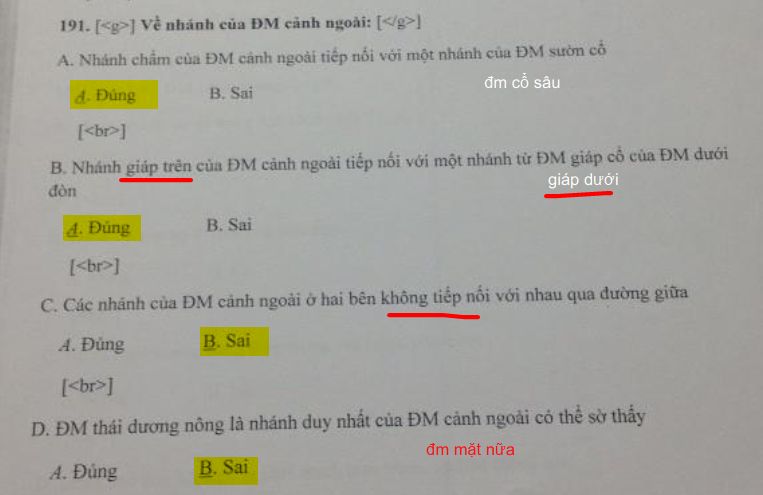 191. [<g>] Về nhánh của ĐM cảnh ngoài: [</g>]
A. Nhánh chẩm của ĐM cảnh ngoài tiếp nối với một nhánh của ĐM sườn cổ
đm cổ sâu
A. Đúng B. Sai
[<br>]
B. Nhánh giáp trên của ĐM cảnh ngoài tiếp nối với một nhánh từ ĐM giáp cổ của ĐM dưới
giáp dưới
đòn
A. Đúng B. Sai
[<br>]
C. Các nhánh của ĐM cảnh ngoài ở hai bên không tiếp nối với nhau qua đường giữa
A. Đúng B. Sai
[<br>]
D. ĐM thái dương nông là nhánh duy nhất của ĐM cảnh ngoài có thể sờ thấy
đm mặt nữa
A. Đúng B. Sai